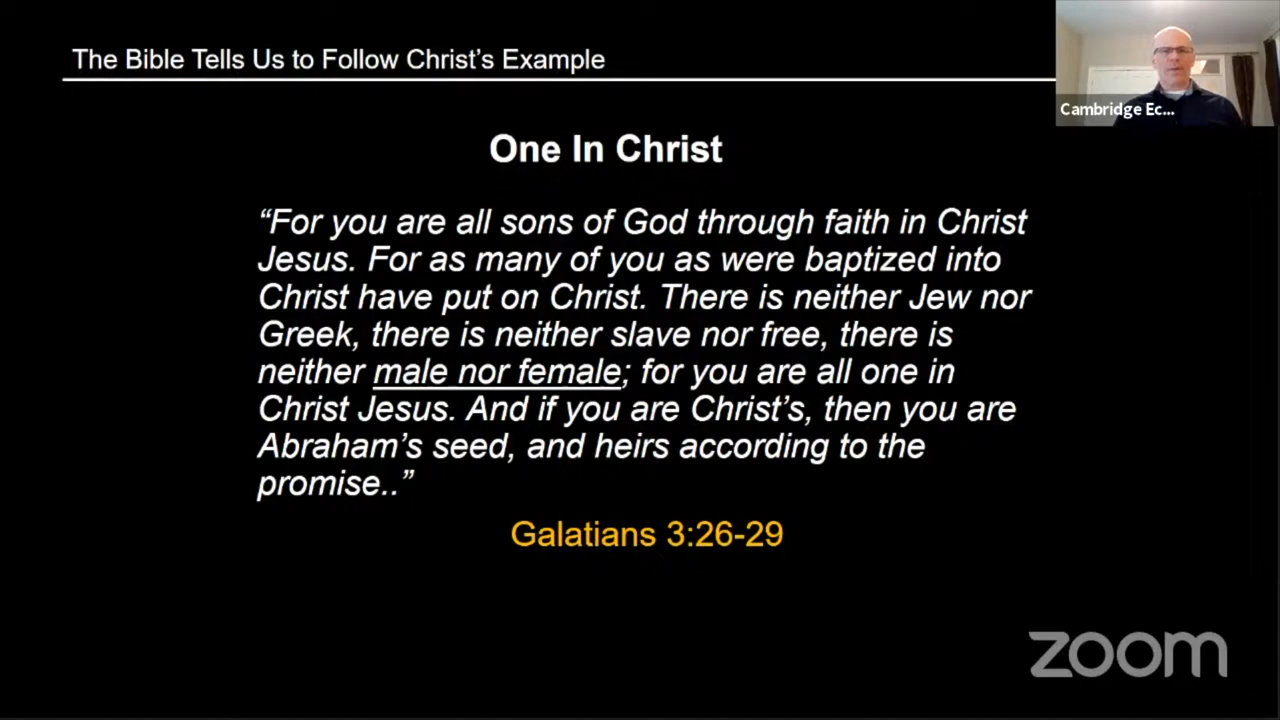 The Bible Tells Us to Follow Christ's Example
Cambridge Ec...
One In Christ
“For you are all sons of God through faith in Christ
Jesus. For as many of you as were baptized into
Christ have put on Christ. There is neither Jew nor
Greek, there is neither slave nor free, there is
neither male nor female; for you are all one in
Christ Jesus. And if you are Christ’s, then you are
Abraham’s seed, and heirs according to the
promise..”
Galatians 3:26-29
zoom